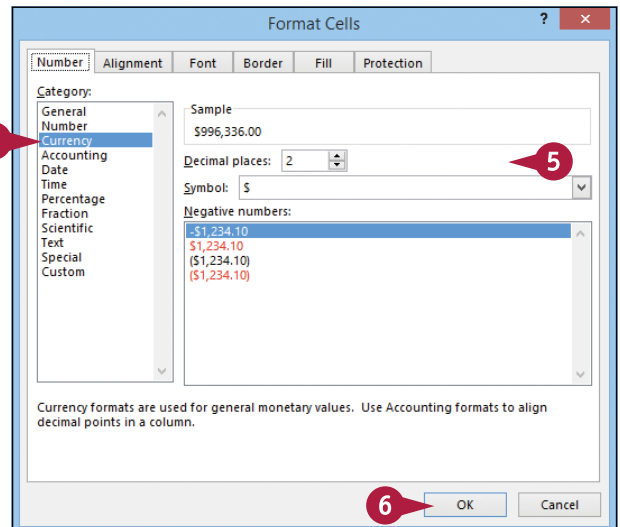 Format Cells
? ×
Number Alignment Font Border Fill Protection
Category:
General
Number
Currency
Accounting
Date
Time
Percentage
Fraction
Scientific
Text
Special
Custom
Sample
$996,336.00
Decimal places: 2
5
Symbol: $
Negative numbers:
-$1,234.10
$1,234.10
($1,234.10)
($1,234.10)
Currency formats are used for general monetary values. Use Accounting formats to align
decimal points in a column.
6
OK Cancel